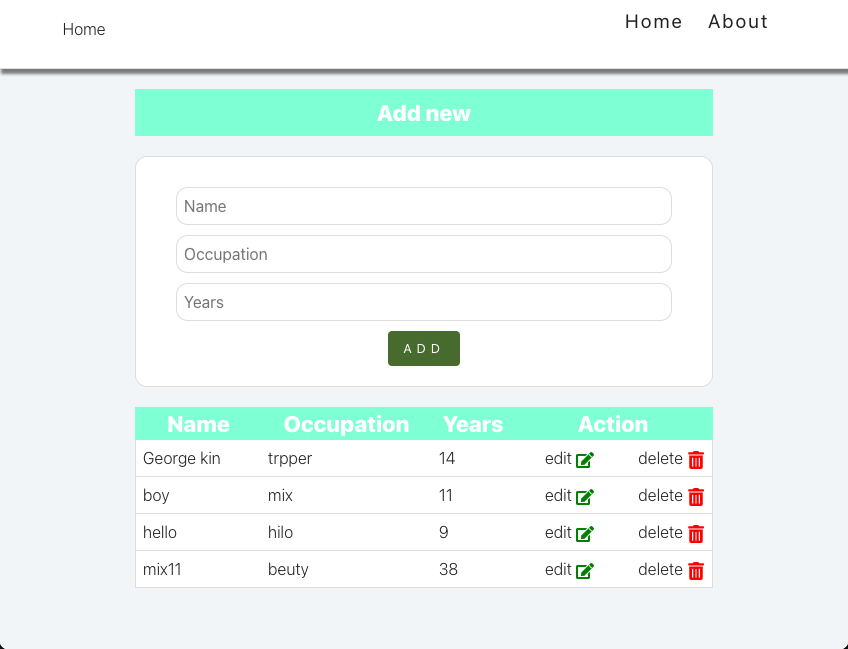 Home
Home About
Add new
Name
Occupation
Years
ADD
Name Occupation Years Action
George kin trpper 14 edit delete
boy mix 11 edit delete
hello hilo 9 edit delete
mix11 beuty 38 edit delete